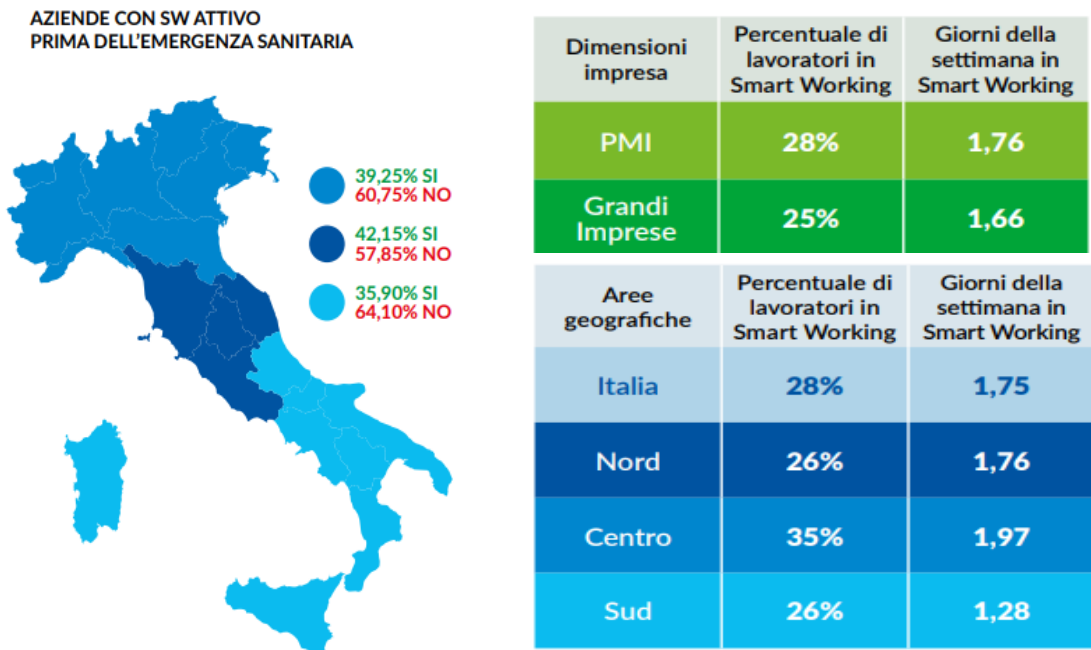 AZIENDE CON SW ATTIVO
PRIMA DELL'EMERGENZA SANITARIA
39,25% SI
60,75% NO
42,15% SI
57,85% NO
35,90% SI
64,10% NO
Dimensioni
impresa
Percentuale di
lavoratori in
Smart Working
Giorni della
settimana in
Smart Working
PMI
28%
1,76
Grandi
Imprese
25%
1,66
Aree
geografiche
Percentuale di
lavoratori in
Smart Working
Giorni della
settimana in
Smart Working
Italia
28%
1,75
Nord
26%
1,76
Centro
35%
1,97
Sud
26%
1,28